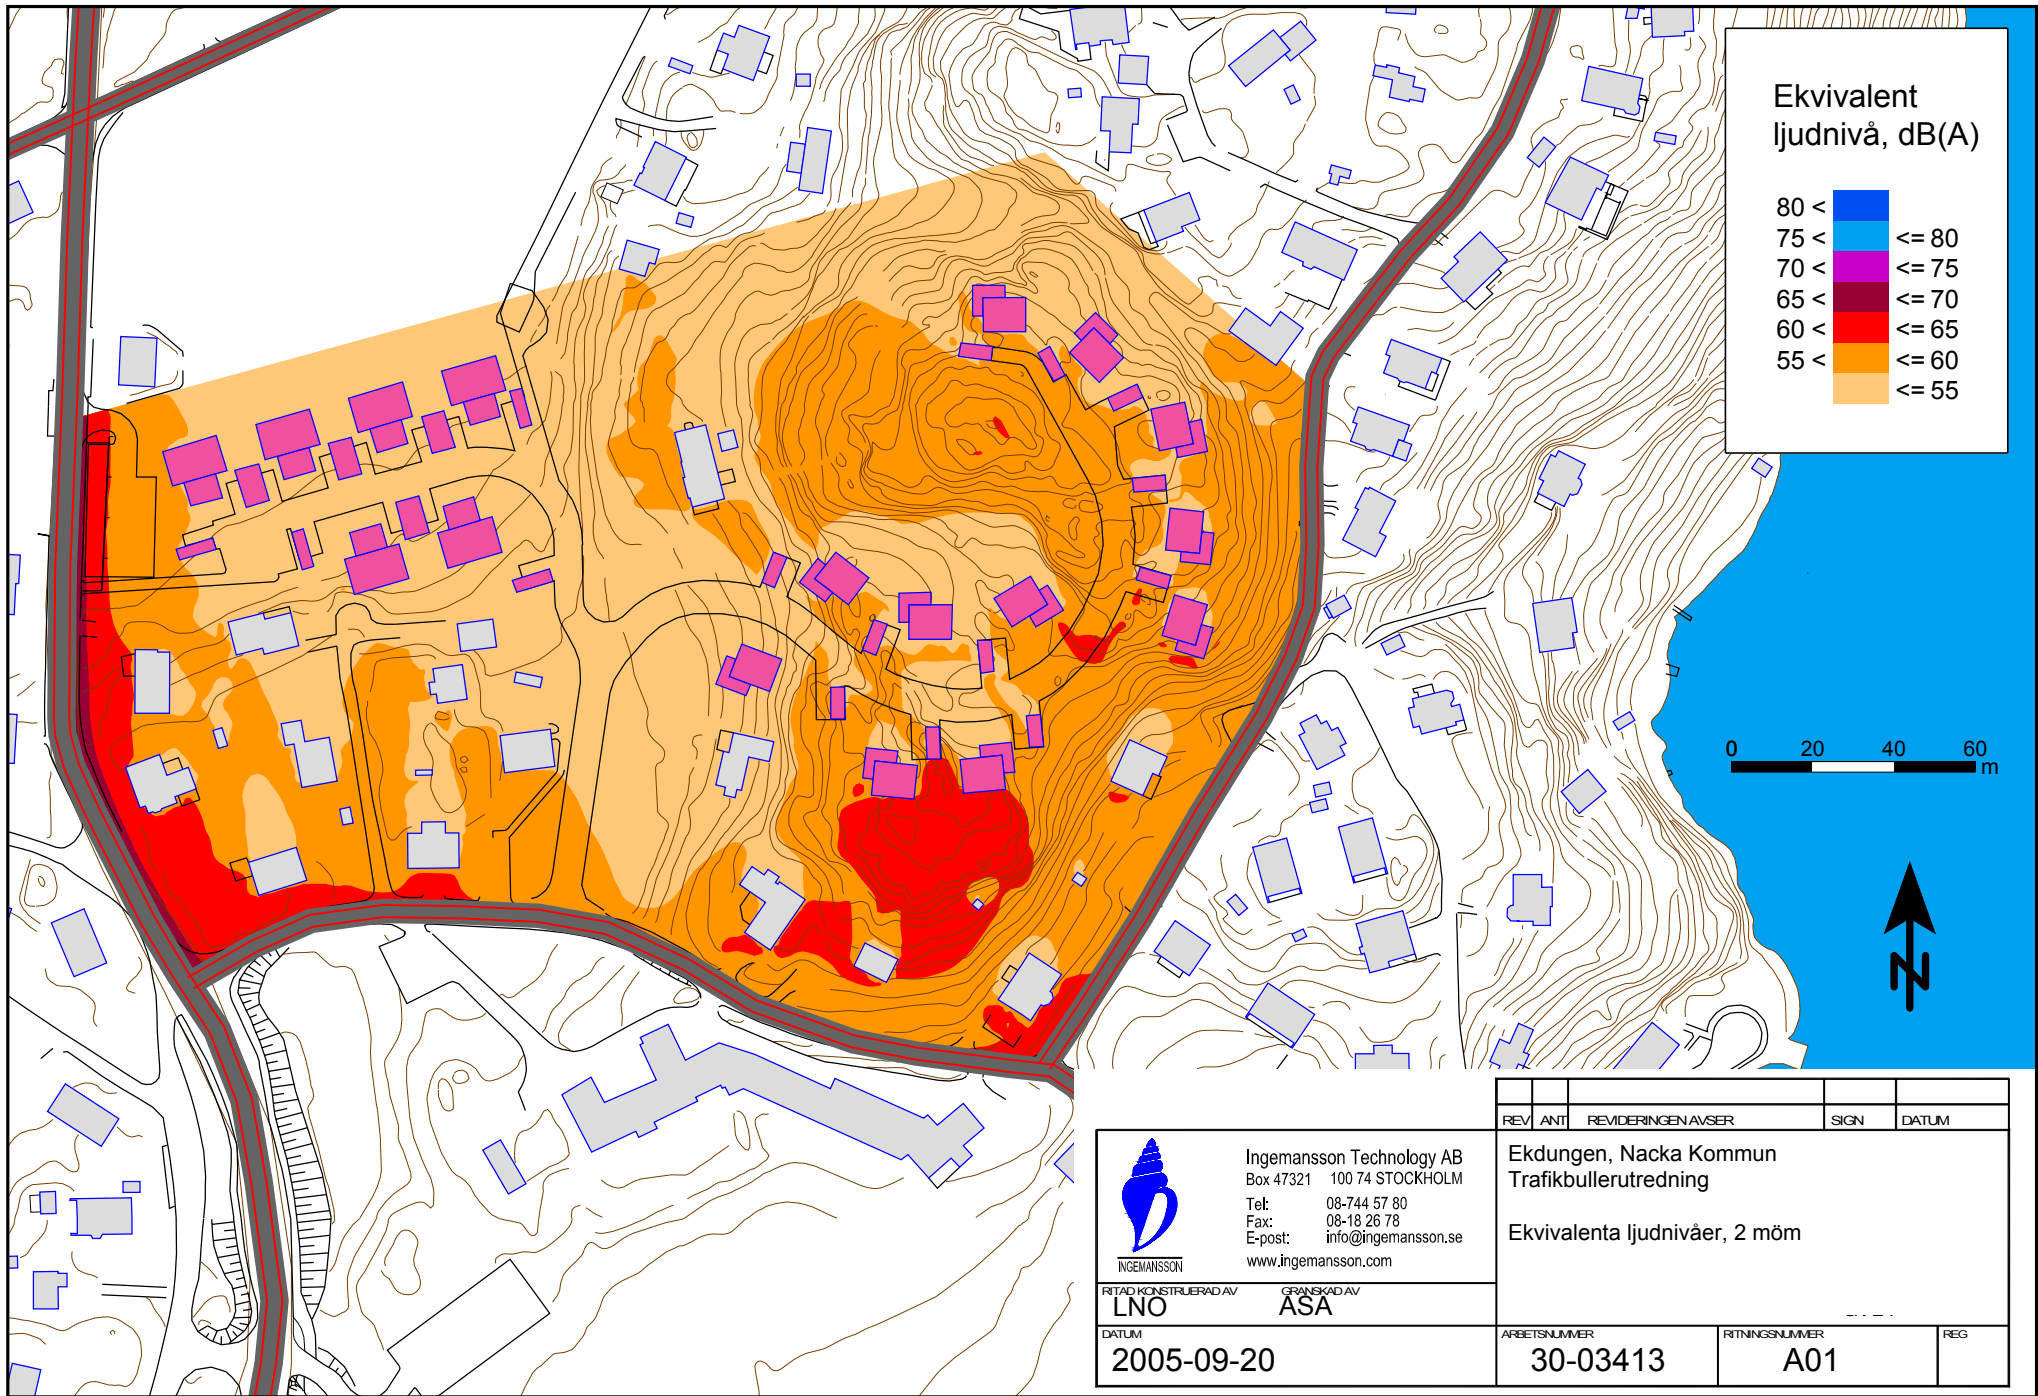 Ekvivalent
ljudnivå, dB(A)
80 <
75 < <= 80
70 < <= 75
65 < <= 70
60 < <= 65
55 < <= 60
<= 55
0 20 40 60
m
N
REV ANT REVIDERINGEN AVSER SIGN DATUM
Ingemansson Technology AB
Box 47321 100 74 STOCKHOLM
Tel: 08-744 57 80
Fax: 08-18 26 78
E-post: info@ingemansson.se
www.ingemansson.com
INGEMANSSON
Ekdungen, Nacka Kommun
Trafikbullerutredning
Ekvivalenta ljudnivåer, 2 möm
RITAD KONSTRUERAD AV GRANSKAD AV
LNO ASA
DATUM
2005-09-20
ARBETSNUMMER
30-03413
RITNINGSNUMMER
A01
REG